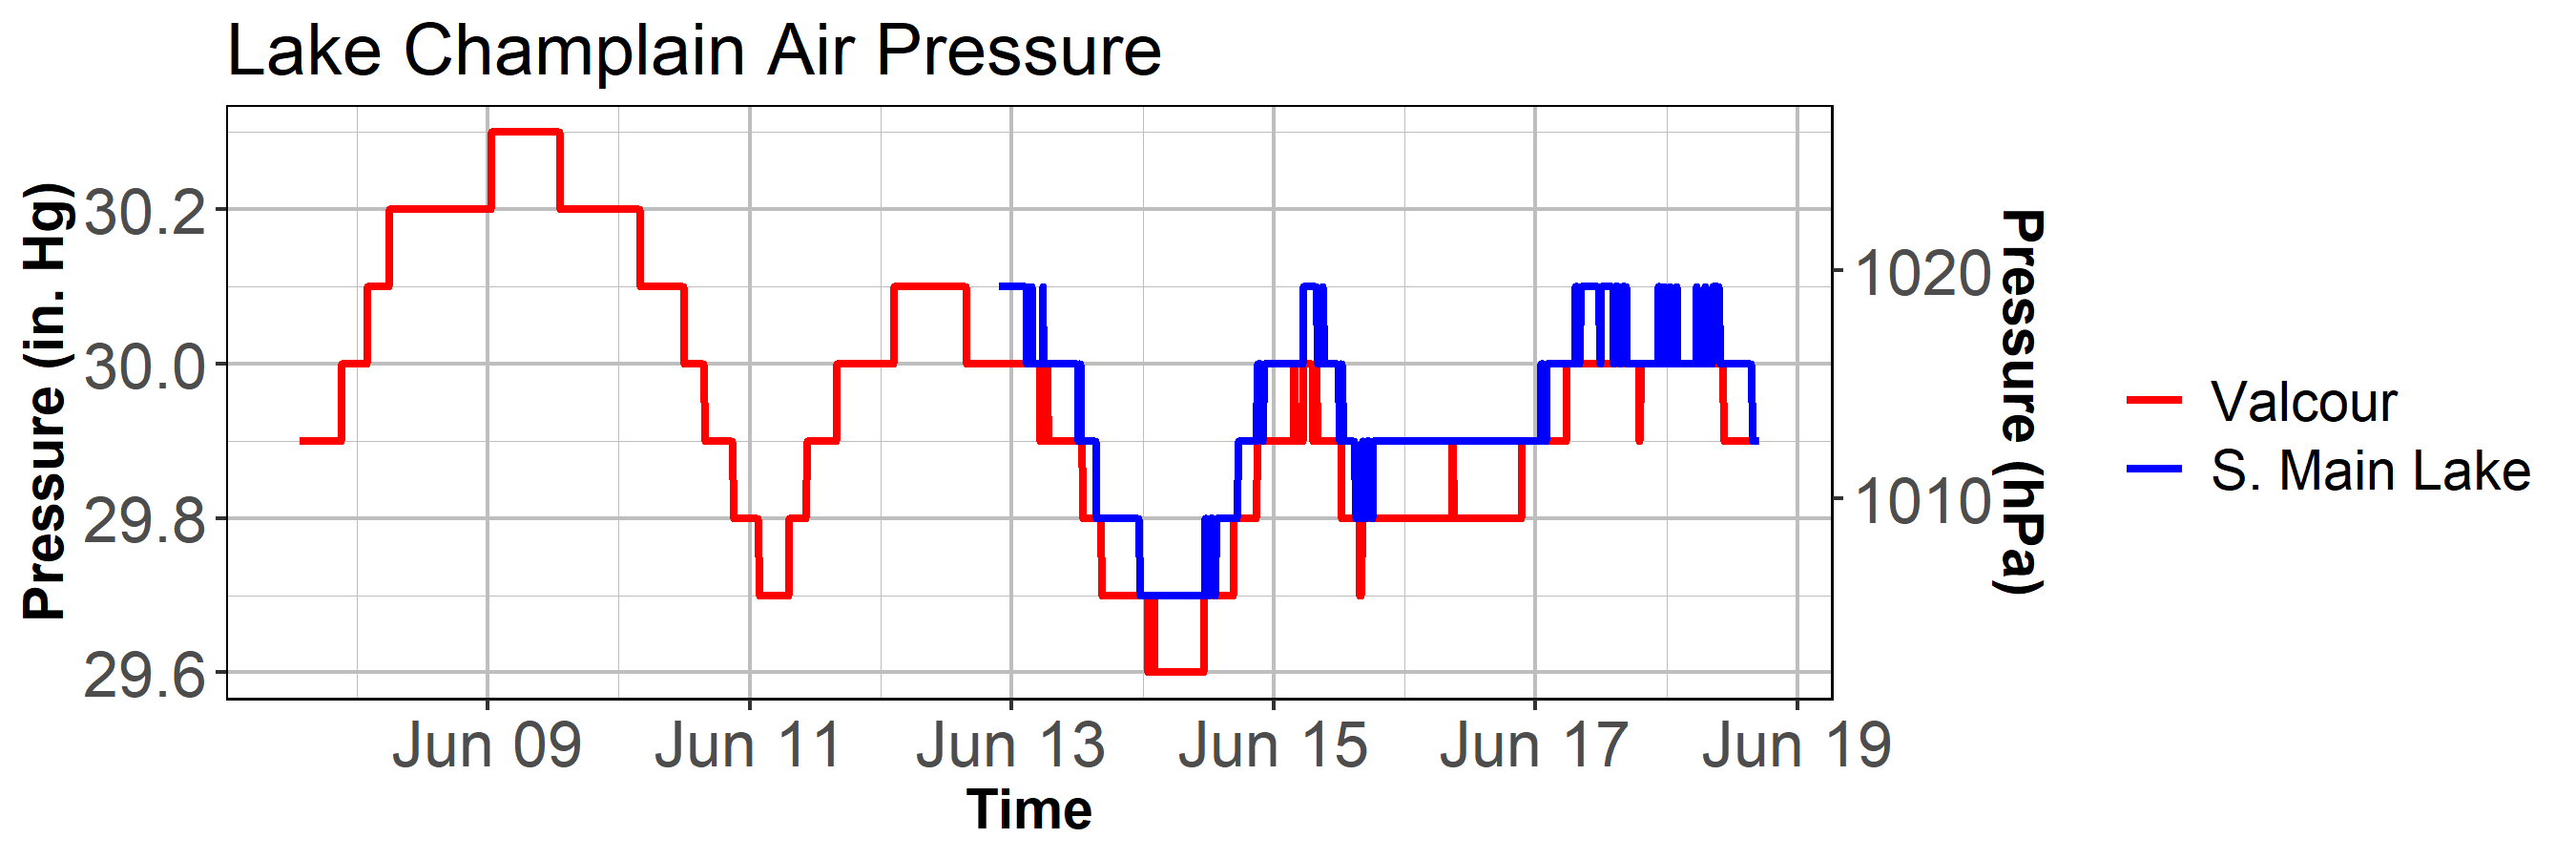 Lake Champlain Air Pressure
Pressure (in. Hg)
30.2
30.0
29.8
29.6
1020
1010
Pressure (hPa)
Jun 09 Jun 11 Jun 13 Jun 15 Jun 17 Jun 19
Time
Valcour
S. Main Lake